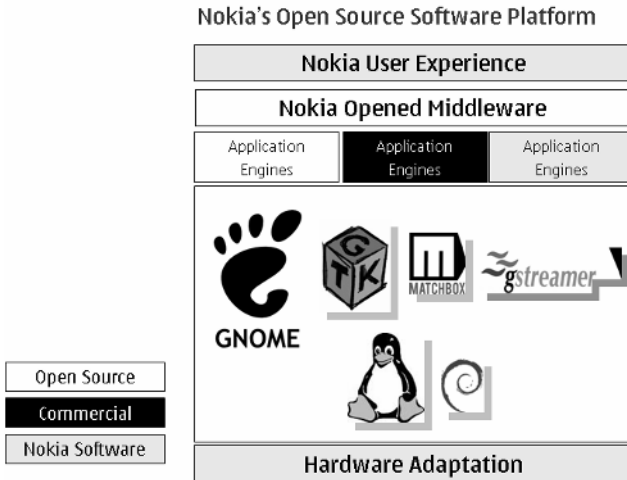 Nokia's Open Source Software Platform
Nokia User Experience
Nokia Opened Middleware
Application Engines
Application Engines
Application Engines
GTK
MATCHBOX
gstreamer
GNOME
Open Source
Commercial
Nokia Software
Hardware Adaptation